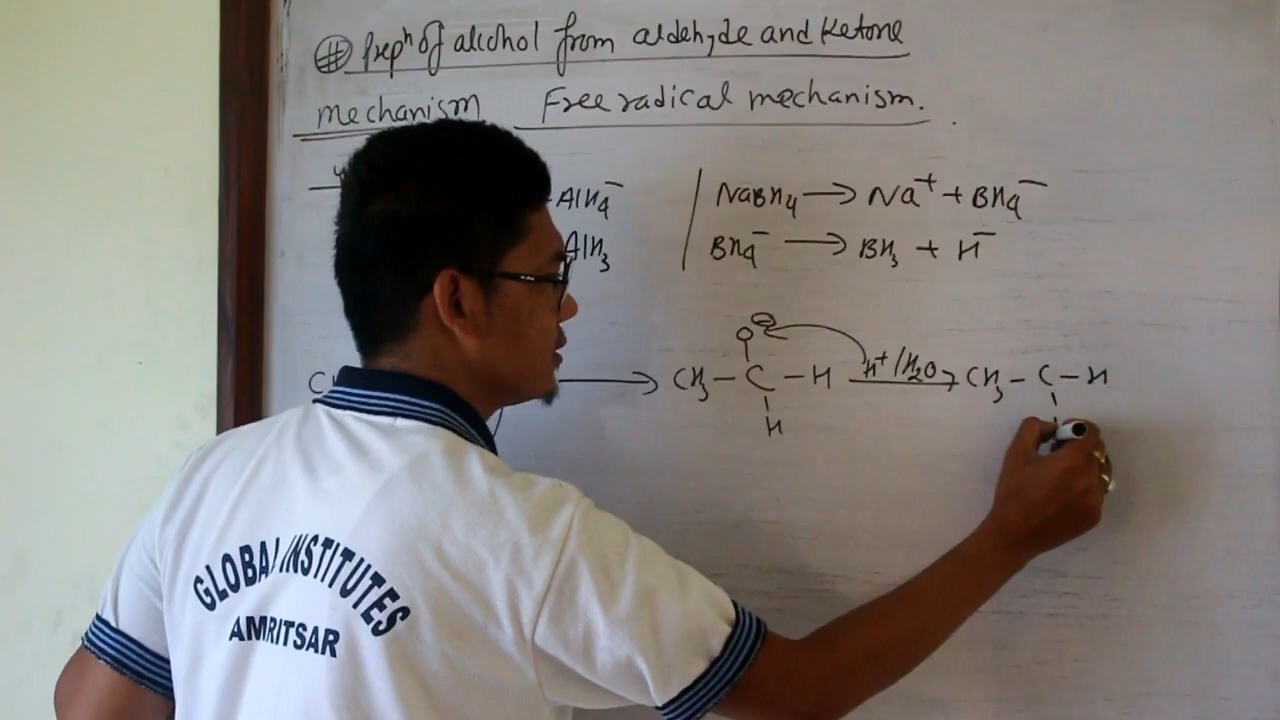 # Prepⁿ of alcohol from aldehyde and Ketone
mechanism Free radical mechanism.
AlH₄⁻ | NaBH₄ → Na⁺ + BH₄⁻
AlH₃ | BH₄⁻ → BH₃ + H⁻
O⊖
C → CH₃ – C – H H⁺/H₂O → CH₃ – C – H
H
GLOBAL INSTITUTES
AMRITSAR